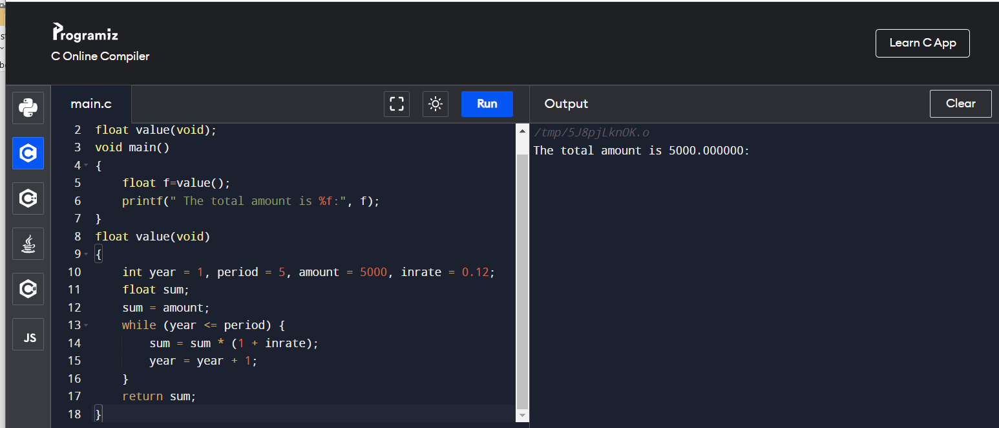 Programiz
C Online Compiler
Learn C App
main.c
Run
Output
Clear
2 float value(void);
3 void main()
4 {
5 float f=value();
6 printf(" The total amount is %f:", f);
7 }
8 float value(void)
9 {
10 int year = 1, period = 5, amount = 5000, inrate = 0.12;
11 float sum;
12 sum = amount;
13 while (year <= period) {
14 sum = sum * (1 + inrate);
15 year = year + 1;
16 }
17 return sum;
18 }
/tmp/5J8pjLknOK.o
The total amount is 5000.000000:
JS